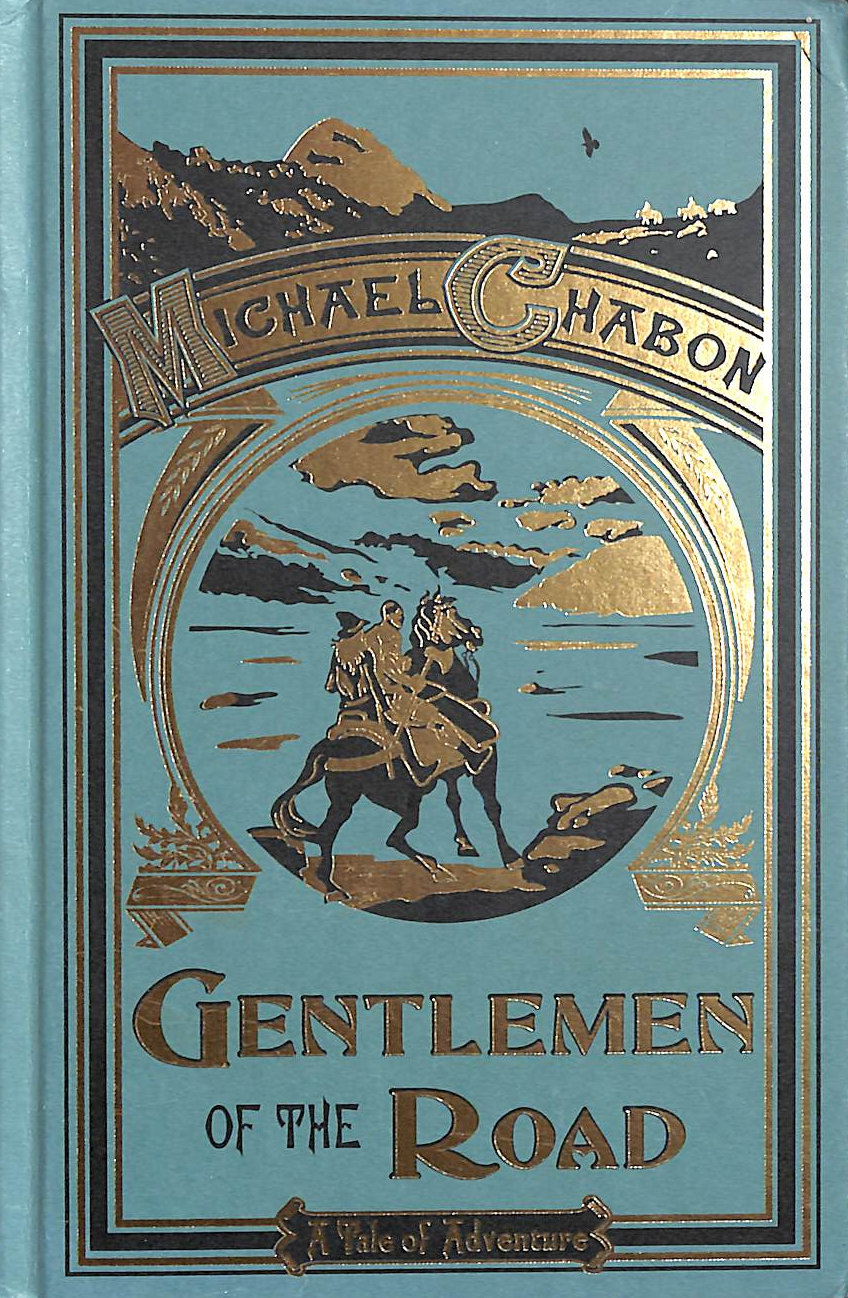 Michael Chabon
Gentlemen
of the Road
A Tale of Adventure